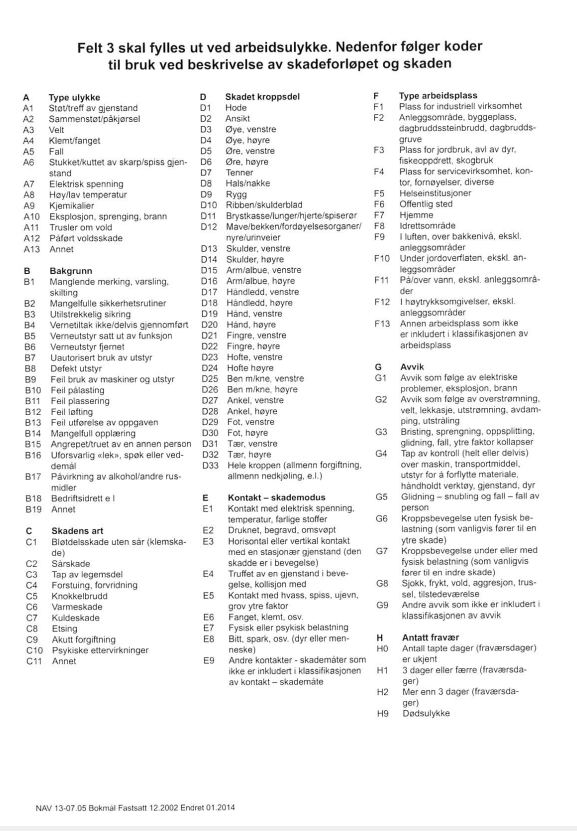 Felt 3 skal fylles ut ved arbeidsulykke. Nedenfor følger koder
til bruk ved beskrivelse av skadeforløpet og skaden
A Type ulykke
A1 Støt/treff av gjenstand
A2 Sammenstøt/påkjørsel
A3 Velt
A4 Klemt/fanget
A5 Fall
A6 Stukket/kuttet av skarp/spiss gjen-
stand
A7 Elektrisk spenning
A8 Høy/lav temperatur
A9 Kjemikalier
A10 Eksplosjon, sprenging, brann
A11 Trusler om vold
A12 Påført voldsskade
A13 Annet
B Bakgrunn
B1 Manglende merking, varsling,
skilting
B2 Mangelfulle sikkerhetsrutiner
B3 Utilstrekkelig sikring
B4 Vernetiltak ikke/delvis gjennomført
B5 Verneutstyr satt ut av funksjon
B6 Verneutstyr fjernet
B7 Uautorisert bruk av utstyr
B8 Defekt utstyr
B9 Feil bruk av maskiner og utstyr
B10 Feil pålasting
B11 Feil plassering
B12 Feil løfting
B13 Feil utførelse av oppgaven
B14 Mangelfull opplæring
B15 Angrepet/truet av en annen person
B16 Uforsvarlig «lek», spøk eller ved-
demål
B17 Påvirkning av alkohol/andre rus-
midler
B18 Bedriftsidrett e l
B19 Annet
C Skadens art
C1 Bløtdelsskade uten sår (klemska-
de)
C2 Sårskade
C3 Tap av legemsdel
C4 Forstuing, forvridning
C5 Knokkelbrudd
C6 Varmeskade
C7 Kuldeskade
C8 Etsing
C9 Akutt forgiftning
C10 Psykiske ettervirkninger
C11 Annet
D Skadet kroppsdel
D1 Hode
D2 Ansikt
D3 Øye, venstre
D4 Øye, høyre
D5 Øre, venstre
D6 Øre, høyre
D7 Tenner
D8 Hals/nakke
D9 Rygg
D10 Ribben/skulderblad
D11 Brystkasse/lunger/hjerte/spiserør
D12 Mave/bekken/fordøyelsesorganer/
nyre/urinveier
D13 Skulder, venstre
D14 Skulder, høyre
D15 Arm/albue, venstre
D16 Arm/albue, høyre
D17 Håndledd, venstre
D18 Håndledd, høyre
D19 Hånd, venstre
D20 Hånd, høyre
D21 Fingre, venstre
D22 Fingre, høyre
D23 Hofte, venstre
D24 Hofte høyre
D25 Ben m/kne, venstre
D26 Ben m/kne, høyre
D27 Ankel, venstre
D28 Ankel, høyre
D29 Fot, venstre
D30 Fot, høyre
D31 Tær, venstre
D32 Tær, høyre
D33 Hele kroppen (allmenn forgiftning,
allmenn nedkjøling, e.l.)
E Kontakt – skademodus
E1 Kontakt med elektrisk spenning,
temperatur, farlige stoffer
E2 Druknet, begravd, omsvøpt
E3 Horisontal eller vertikal kontakt
med en stasjonær gjenstand (den
skadde er i bevegelse)
E4 Truffet av en gjenstand i beve-
gelse, kollisjon med
E5 Kontakt med hvass, spiss, ujevn,
grov ytre faktor
E6 Fanget, klemt, osv.
E7 Fysisk eller psykisk belastning
E8 Bitt, spark, osv. (dyr eller men-
neske)
E9 Andre kontakter - skademåter som
ikke er inkludert i klassifikasjonen
av kontakt – skademåte
F Type arbeidsplass
F1 Plass for industriell virksomhet
F2 Anleggsområde, byggeplass,
dagbruddssteinbrudd, dagbrudds-
gruve
F3 Plass for jordbruk, avl av dyr,
fiskeoppdrett, skogbruk
F4 Plass for servicevirksomhet, kon-
tor, fornøyelser, diverse
F5 Helseinstitusjoner
F6 Offentlig sted
F7 Hjemme
F8 Idrettsområde
F9 I luften, over bakkenivå, ekskl.
anleggsområder
F10 Under jordoverflaten, ekskl. an-
leggsområder
F11 På/over vann, ekskl. anleggsområ-
der
F12 I høytrykksomgivelser, ekskl.
anleggsområder
F13 Annen arbeidsplass som ikke
er inkludert i klassifikasjonen av
arbeidsplass
G Avvik
G1 Avvik som følge av elektriske
problemer, eksplosjon, brann
G2 Avvik som følge av overstrømning,
velt, lekkasje, utstrømning, avdam-
ping, utstråling
G3 Bristing, sprengning, oppsplitting,
glidning, fall, ytre faktor kollapser
G4 Tap av kontroll (helt eller delvis)
over maskin, transportmiddel,
utstyr for å forflytte materiale,
håndholdt verktøy, gjenstand, dyr
G5 Glidning – snubling og fall – fall av
person
G6 Kroppsbevegelse uten fysisk be-
lastning (som vanligvis fører til en
ytre skade)
G7 Kroppsbevegelse under eller med
fysisk belastning (som vanligvis
fører til en indre skade)
G8 Sjokk, frykt, vold, aggresjon, trus-
sel, tilstedeværelse
G9 Andre avvik som ikke er inkludert i
klassifikasjonen av avvik
H Antatt fravær
H0 Antall tapte dager (fraværsdager)
er ukjent
H1 3 dager eller færre (fraværsda-
ger)
H2 Mer enn 3 dager (fraværsda-
ger)
H9 Dødsulykke
NAV 13-07.05 Bokmål Fastsatt 12.2002 Endret 01.2014